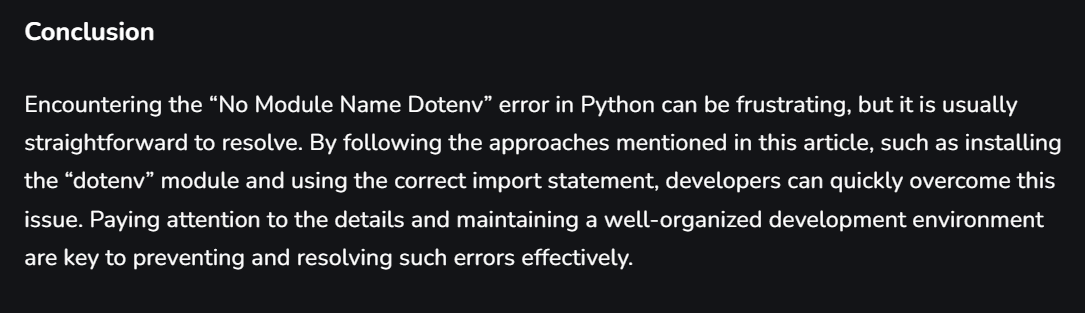 Conclusion
Encountering the “No Module Name Dotenv” error in Python can be frustrating, but it is usually
straightforward to resolve. By following the approaches mentioned in this article, such as installing
the “dotenv” module and using the correct import statement, developers can quickly overcome this
issue. Paying attention to the details and maintaining a well-organized development environment
are key to preventing and resolving such errors effectively.